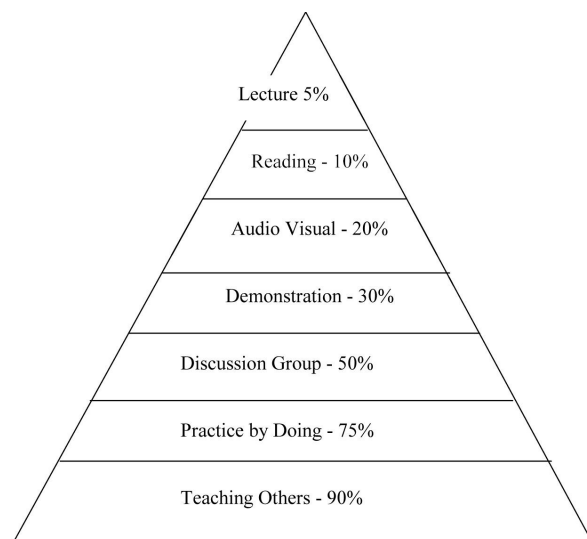 Lecture 5%
Reading - 10%
Audio Visual - 20%
Demonstration - 30%
Discussion Group - 50%
Practice by Doing - 75%
Teaching Others - 90%